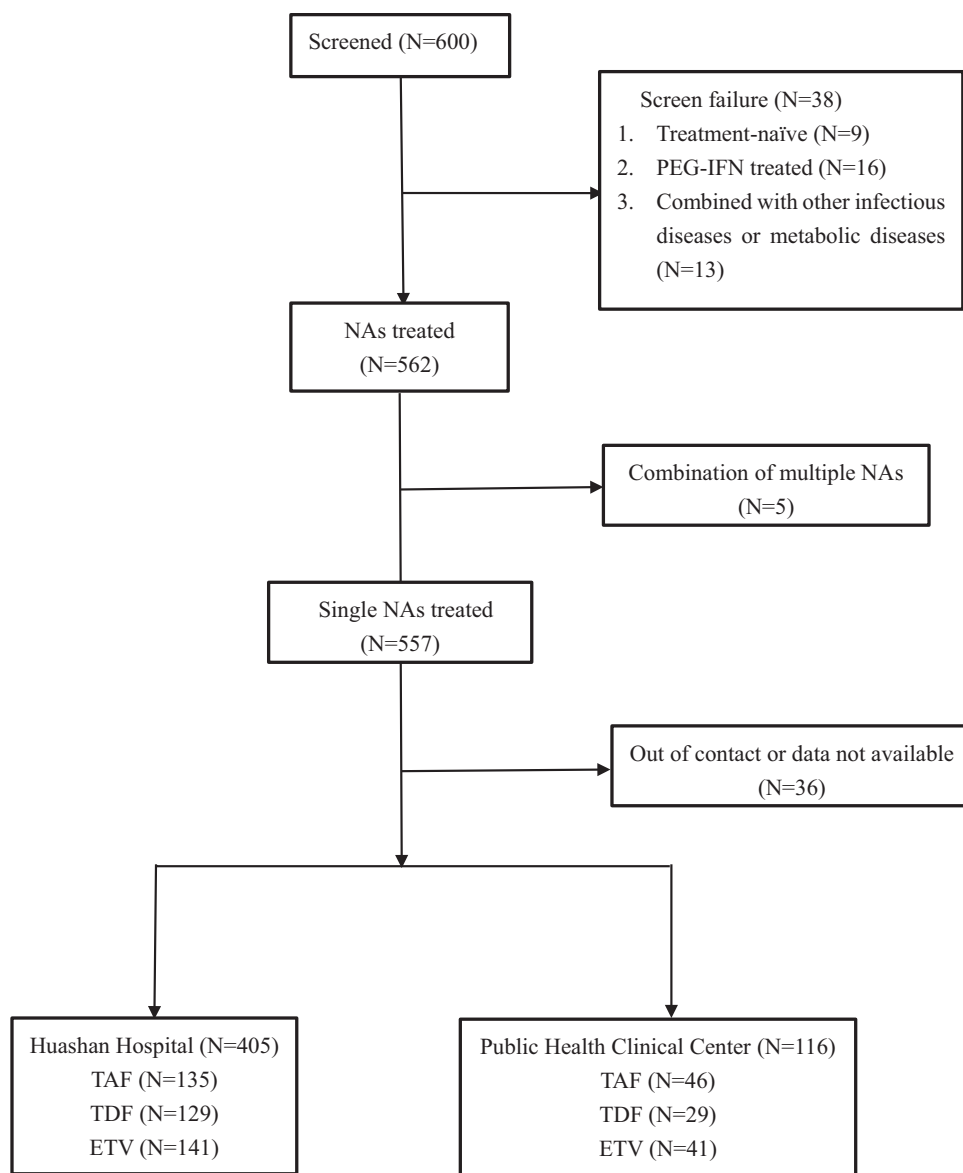 Screened (N=600)
Screen failure (N=38)
1. Treatment-naïve (N=9)
2. PEG-IFN treated (N=16)
3. Combined with other infectious
diseases or metabolic diseases
(N=13)
NAs treated
(N=562)
Combination of multiple NAs
(N=5)
Single NAs treated
(N=557)
Out of contact or data not available
(N=36)
Huashan Hospital (N=405)
TAF (N=135)
TDF (N=129)
ETV (N=141)
Public Health Clinical Center (N=116)
TAF (N=46)
TDF (N=29)
ETV (N=41)